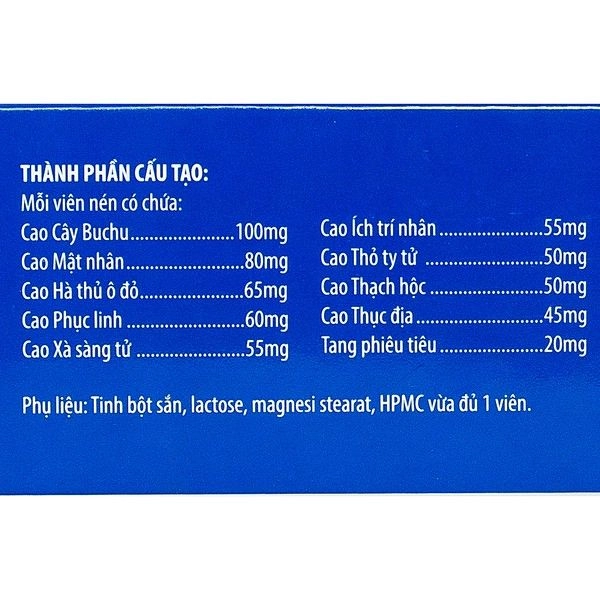 THÀNH PHẦN CẤU TẠO:
Mỗi viên nén có chứa:
Cao Cây Buchu......................100mg
Cao Mật nhân.........................80mg
Cao Hà thủ ô đỏ......................65mg
Cao Phục linh .........................60mg
Cao Xà sàng tử ......................55mg
Cao Ích trí nhân ......................55mg
Cao Thỏ ty tử .........................50mg
Cao Thạch hộc .......................50mg
Cao Thục địa ..........................45mg
Tang phiêu tiêu ......................20mg
Phụ liệu: Tinh bột sắn, lactose, magnesi stearat, HPMC vừa đủ 1 viên.